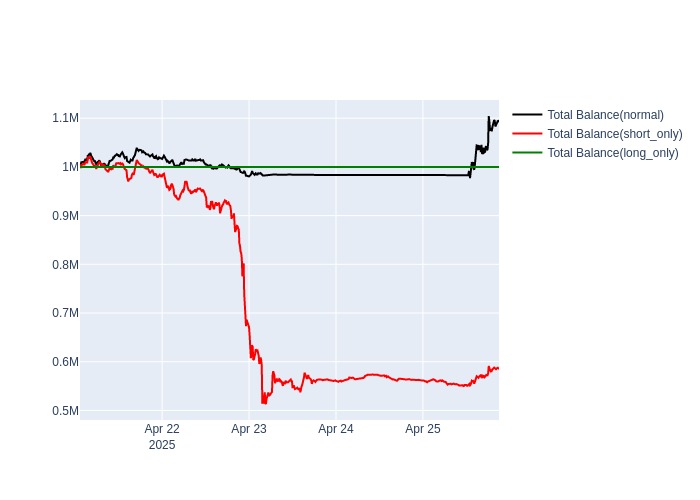 1.1M
1M
0.9M
0.8M
0.7M
0.6M
0.5M
Apr 22
2025
Apr 23
Apr 24
Apr 25
Total Balance(normal)
Total Balance(short_only)
Total Balance(long_only)